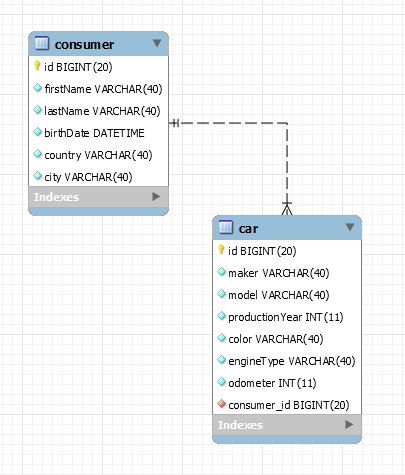 consumer
id BIGINT(20)
firstName VARCHAR(40)
lastName VARCHAR(40)
birthDate DATETIME
country VARCHAR(40)
city VARCHAR(40)
Indexes
car
id BIGINT(20)
maker VARCHAR(40)
model VARCHAR(40)
productionYear INT(11)
color VARCHAR(40)
engineType VARCHAR(40)
odometer INT(11)
consumer_id BIGINT(20)
Indexes